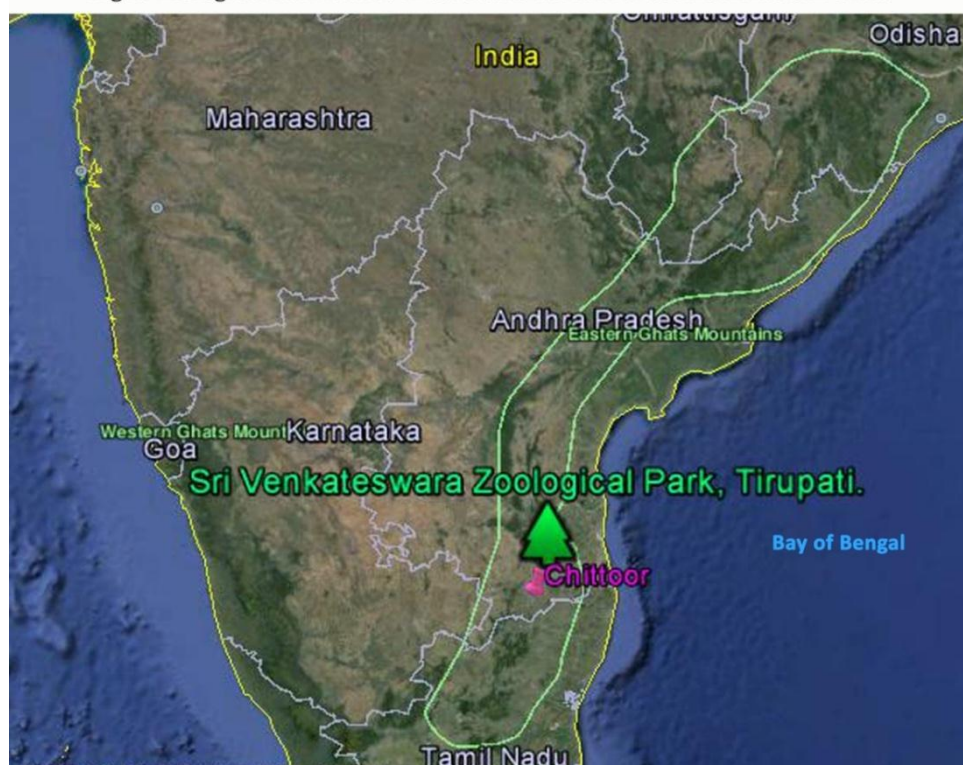 Chhattisgarh
Odisha
India
Maharashtra
Andhra Pradesh
Eastern Ghats Mountains
Western Ghats Mount
Karnataka
Goa
Sri Venkateswara Zoological Park, Tirupati.
Bay of Bengal
Chittoor
Tamil Nadu